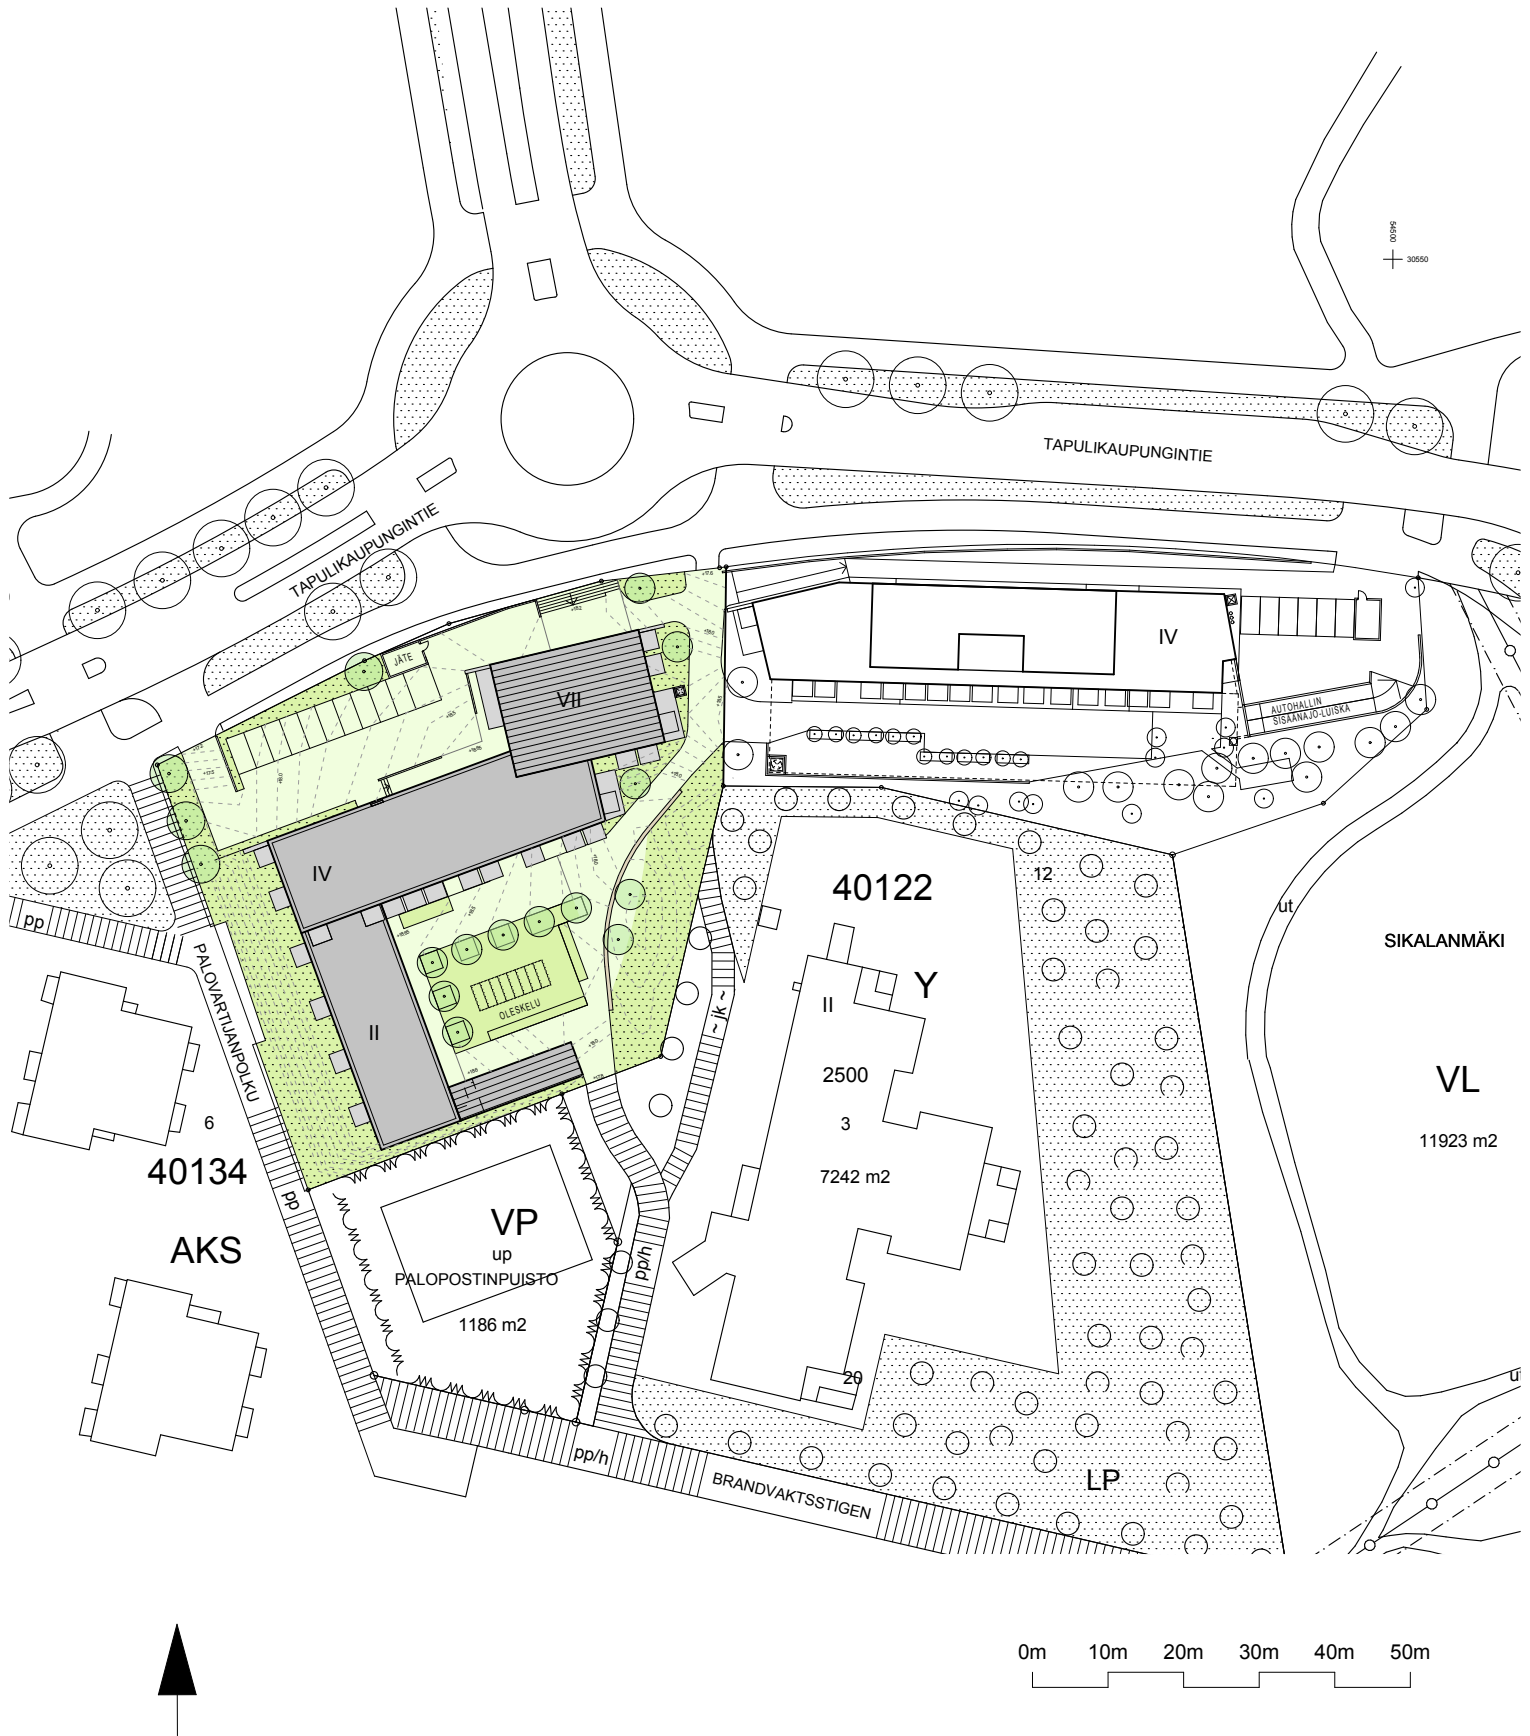 54500
30550
TAPULIKAUPUNGINTIE
TAPULIKAUPUNGINTIE
JÄTE
VII
IV
AUTOHALLIN
SISÄÄNAJO-LUISKA
IV
40122
12
ut
SIKALANMÄKI
pp
PALOVARTIJANPOLKU
Y
II
OLESKELU
~ jk ~
II
2500
VL
6
3
11923 m2
40134
7242 m2
pp
VP
AKS
up
PALOPOSTINPUISTO
pp/h
1186 m2
20
pp/h
BRANDVAKTSSTIGEN
LP
0m 10m 20m 30m 40m 50m